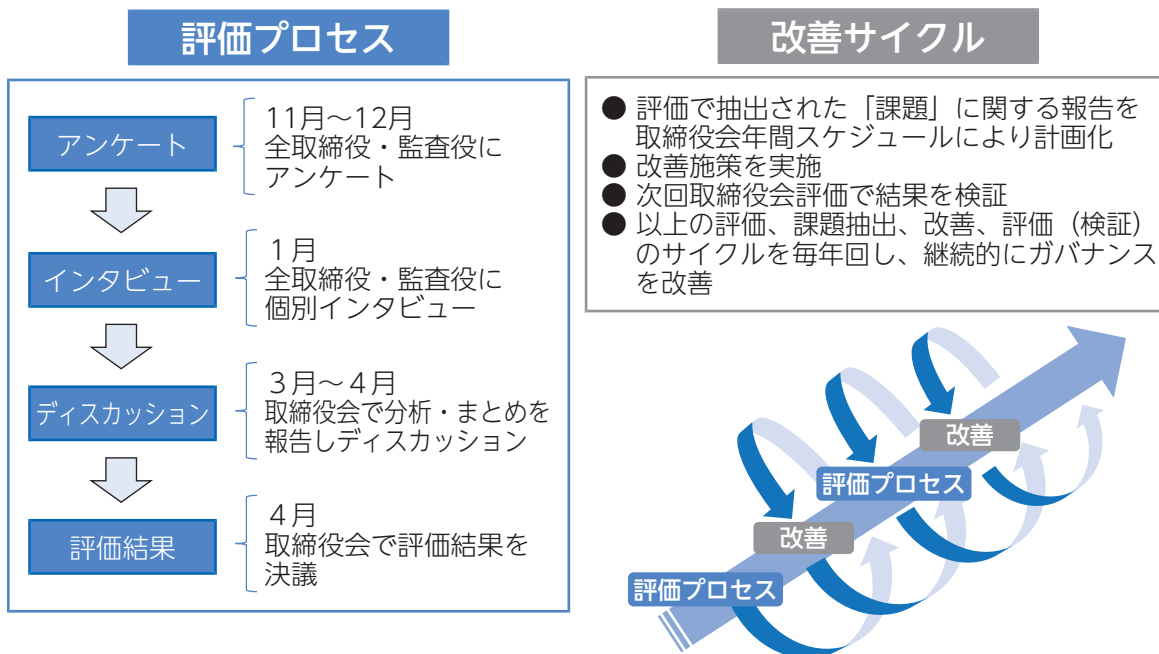 評価プロセス
アンケート
11月～12月
全取締役・監査役に
アンケート
インタビュー
１月
全取締役・監査役に
個別インタビュー
ディスカッション
３月～４月
取締役会で分析・まとめを
報告しディスカッション
評価結果
４月
取締役会で評価結果を
決議
改善サイクル
● 評価で抽出された「課題」に関する報告を
取締役会年間スケジュールにより計画化
● 改善施策を実施
● 次回取締役会評価で結果を検証
● 以上の評価、課題抽出、改善、評価（検証）
のサイクルを毎年回し、継続的にガバナンス
を改善
改善
評価プロセス
改善
評価プロセス